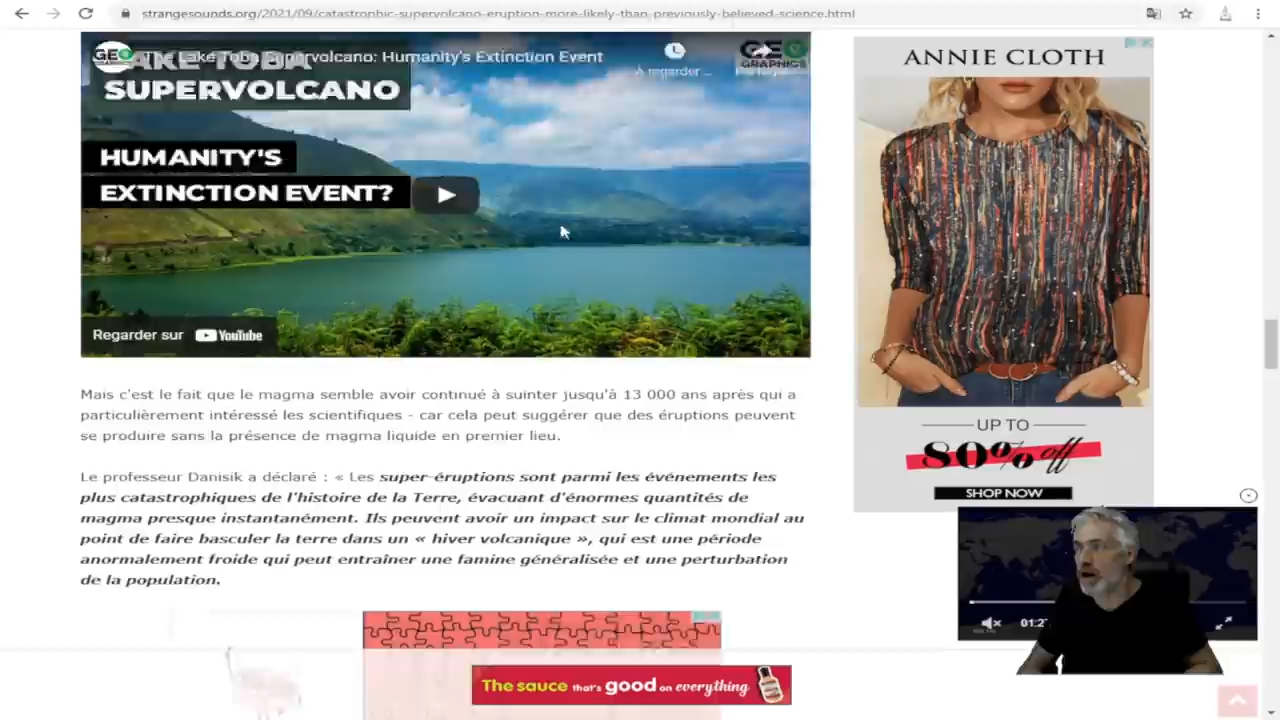 strangesounds.org/2021/09/catastrophic-supervolcano-eruption-more-likely-than-previously-believed-science.html
GEO
The Lake Toba Supervolcano: Humanity's Extinction Event
LAKE TOBA
SUPERVOLCANO
À regarder ...
GEO
GRAPHICS
HUMANITY'S
EXTINCTION EVENT?
Regarder sur YouTube
Mais c'est le fait que le magma semble avoir continué à suinter jusqu'à 13 000 ans après qui a
particulièrement intéressé les scientifiques - car cela peut suggérer que des éruptions peuvent
se produire sans la présence de magma liquide en premier lieu.
Le professeur Danisik a déclaré : « Les super-éruptions sont parmi les événements les
plus catastrophiques de l'histoire de la Terre, évacuant d'énormes quantités de
magma presque instantanément. Ils peuvent avoir un impact sur le climat mondial au
point de faire basculer la terre dans un « hiver volcanique », qui est une période
anormalement froide qui peut entraîner une famine généralisée et une perturbation
de la population.
ANNIE CLOTH
UP TO
80% off
SHOP NOW
The sauce that's good on everything